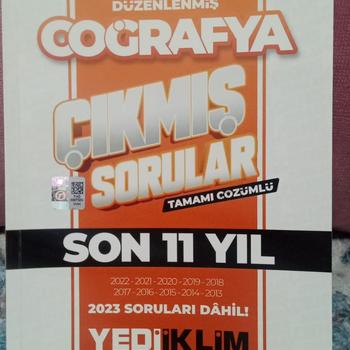 DÜZENLENMİŞ
COĞRAFYA
ÇIKMIŞ
SORULAR
TAMAMI ÇÖZÜMLÜ
SON 11 YIL
2022 - 2021 - 2020 - 2019 - 2018
2017 - 2016 - 2015 - 2014 - 2013
2023 SORULARI DÂHİL!
YEDİİKLİM